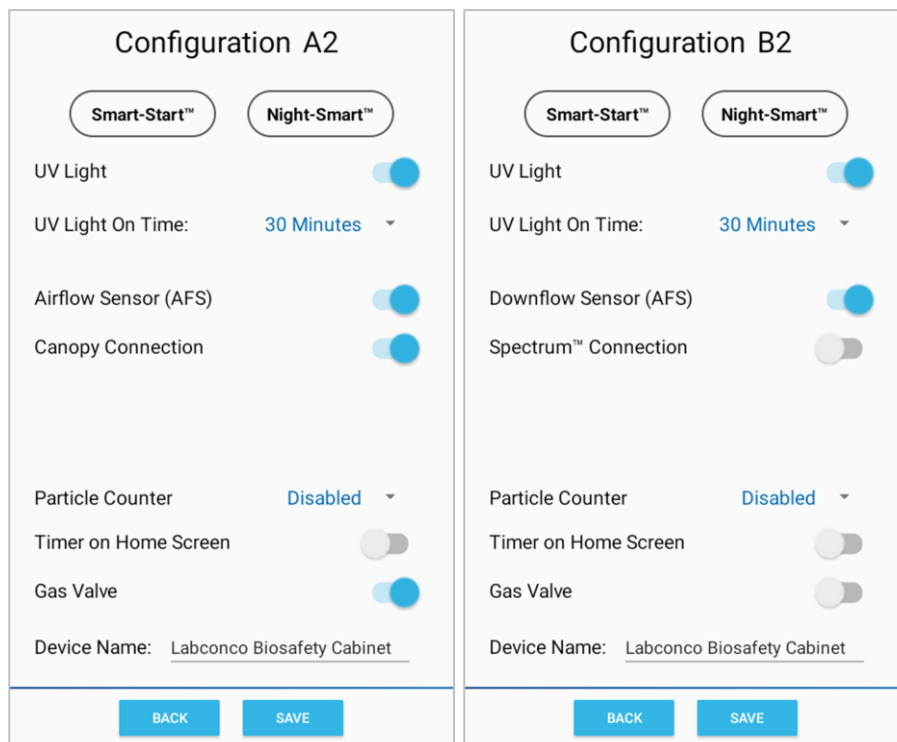 Configuration A2
Smart-Start™ Night-Smart™
UV Light
UV Light On Time: 30 Minutes
Airflow Sensor (AFS)
Canopy Connection
Particle Counter Disabled
Timer on Home Screen
Gas Valve
Device Name: Labconco Biosafety Cabinet
BACK SAVE
Configuration B2
Smart-Start™ Night-Smart™
UV Light
UV Light On Time: 30 Minutes
Downflow Sensor (AFS)
Spectrum™ Connection
Particle Counter Disabled
Timer on Home Screen
Gas Valve
Device Name: Labconco Biosafety Cabinet
BACK SAVE